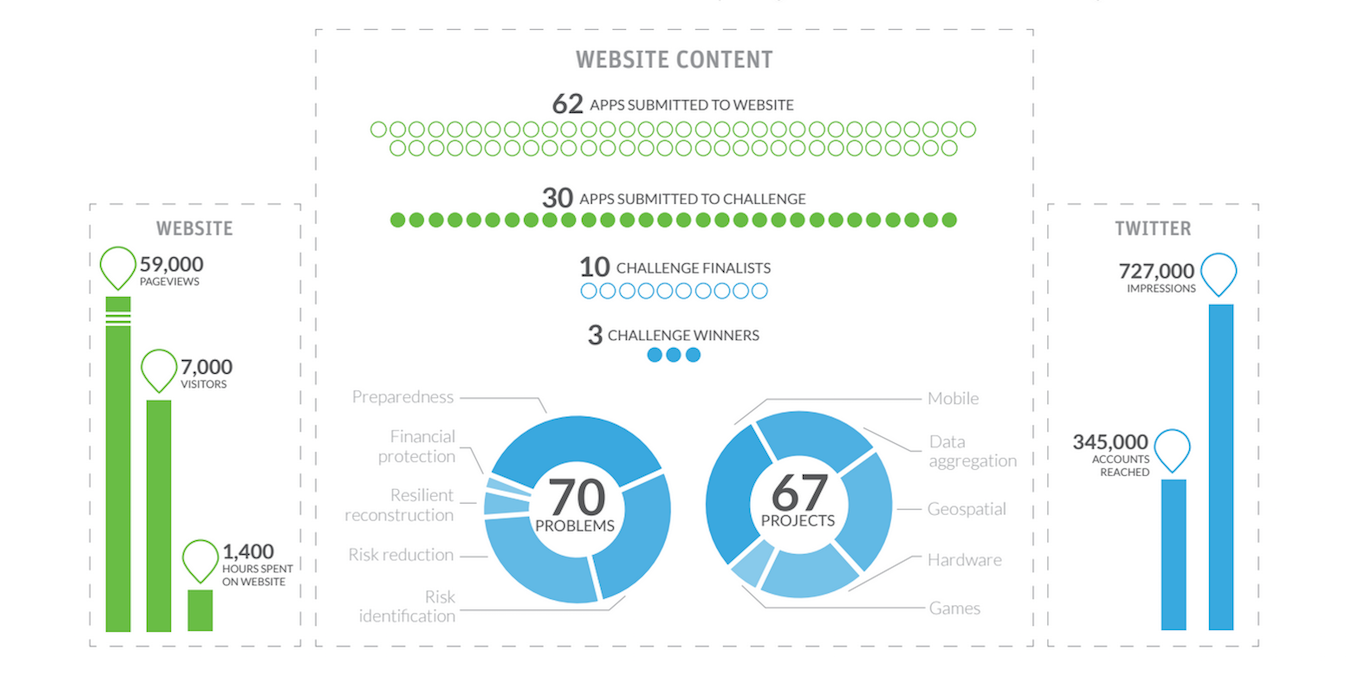 WEBSITE CONTENT
62 APPS SUBMITTED TO WEBSITE
30 APPS SUBMITTED TO CHALLENGE
10 CHALLENGE FINALISTS
3 CHALLENGE WINNERS
WEBSITE
59,000
PAGEVIEWS
7,000
VISITORS
1,400
HOURS SPENT
ON WEBSITE
Preparedness
Financial
protection
Resilient
reconstruction
Risk reduction
Risk
identification
70
PROBLEMS
67
PROJECTS
Mobile
Data
aggregation
Geospatial
Hardware
Games
TWITTER
727,000
IMPRESSIONS
345,000
ACCOUNTS
REACHED